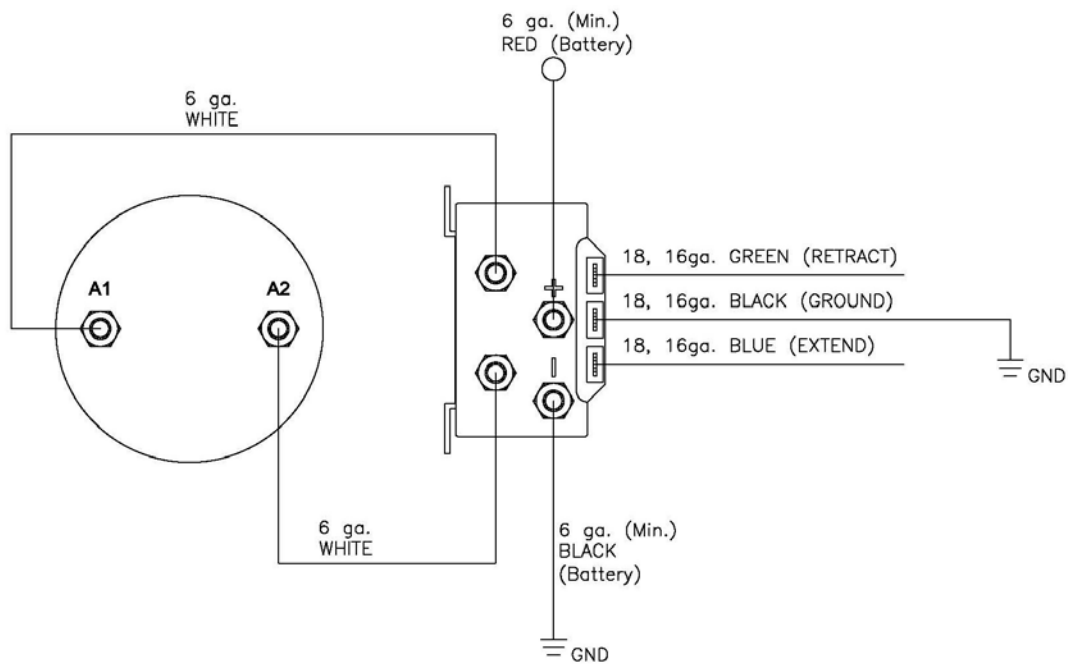 6 ga. (Min.)
RED (Battery)
6 ga.
WHITE
A1
A2
+
18, 16ga. GREEN (RETRACT)
18, 16ga. BLACK (GROUND)
18, 16ga. BLUE (EXTEND)
−
GND
6 ga.
WHITE
6 ga. (Min.)
BLACK
(Battery)
GND